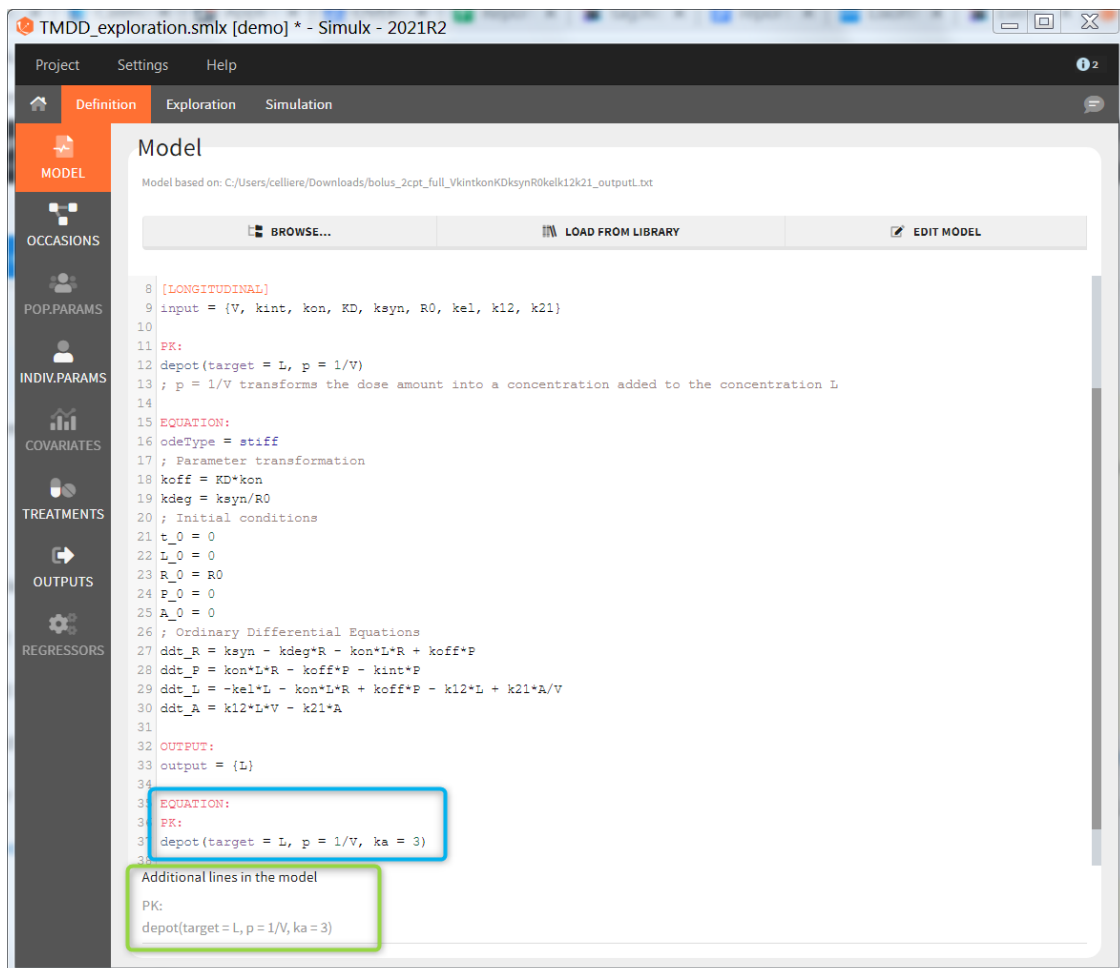 TMDD_exploration.smlx [demo] * - Simulx - 2021R2
Project Settings Help 2
Definition Exploration Simulation
MODEL
OCCASIONS
POP.PARAMS
INDIV.PARAMS
COVARIATES
TREATMENTS
OUTPUTS
REGRESSORS
Model
Model based on: C:/Users/celliere/Downloads/bolus_2cpt_full_VkintkonKDksynR0kelk12k21_outputL.txt
BROWSE... LOAD FROM LIBRARY EDIT MODEL
8 [LONGITUDINAL]
9 input = {V, kint, kon, KD, ksyn, R0, kel, k12, k21}
10
11 PK:
12 depot(target = L, p = 1/V)
13 ; p = 1/V transforms the dose amount into a concentration added to the concentration L
14
15 EQUATION:
16 odeType = stiff
17 ; Parameter transformation
18 koff = KD*kon
19 kdeg = ksyn/R0
20 ; Initial conditions
21 t_0 = 0
22 L_0 = 0
23 R_0 = R0
24 P_0 = 0
25 A_0 = 0
26 ; Ordinary Differential Equations
27 ddt_R = ksyn - kdeg*R - kon*L*R + koff*P
28 ddt_P = kon*L*R - koff*P - kint*P
29 ddt_L = -kel*L - kon*L*R + koff*P - k12*L + k21*A/V
30 ddt_A = k12*L*V - k21*A
31
32 OUTPUT:
33 output = {L}
34
35 EQUATION:
36 PK:
37 depot(target = L, p = 1/V, ka = 3)
38
Additional lines in the model
PK:
depot(target = L, p = 1/V, ka = 3)